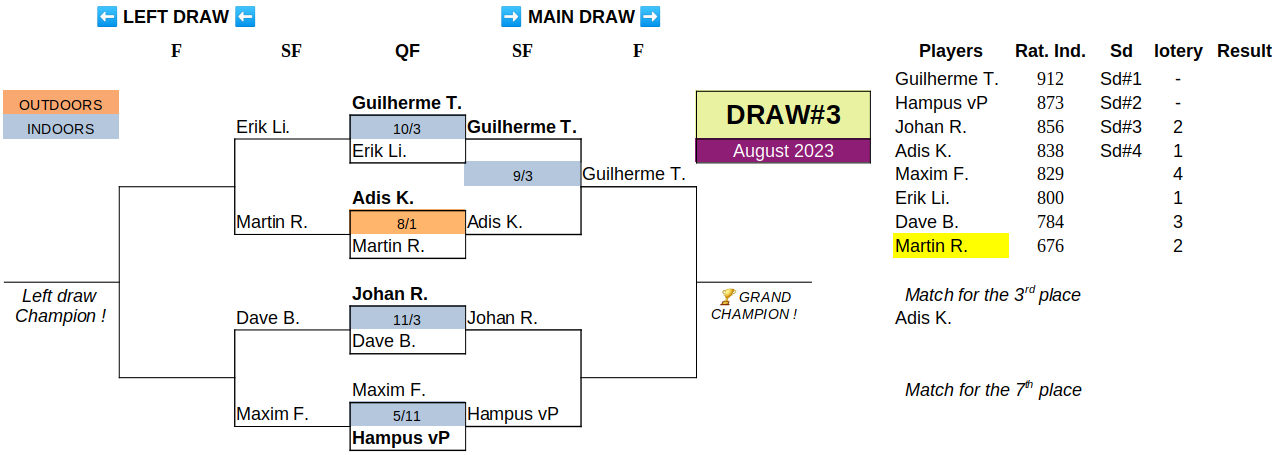 ⬅ LEFT DRAW ⬅ ➡ MAIN DRAW ➡
F SF QF SF F Players Rat. Ind. Sd lotery Result
Guilherme T. 912 Sd#1 -
OUTDOORS Guilherme T. Hampus vP 873 Sd#2 -
INDOORS Erik Li. 10/3 Guilherme T. DRAW#3 Johan R. 856 Sd#3 2
Erik Li. August 2023 Adis K. 838 Sd#4 1
9/3 Guilherme T. Maxim F. 829 4
Adis K. Erik Li. 800 1
Martin R. 8/1 Adis K. Dave B. 784 3
Martin R. Martin R. 676 2
Left draw Johan R. 🏆 GRAND Match for the 3rd place
Champion ! Dave B. 11/3 Johan R. CHAMPION ! Adis K.
Dave B.
Maxim F. Match for the 7th place
Maxim F. 5/11 Hampus vP
Hampus vP